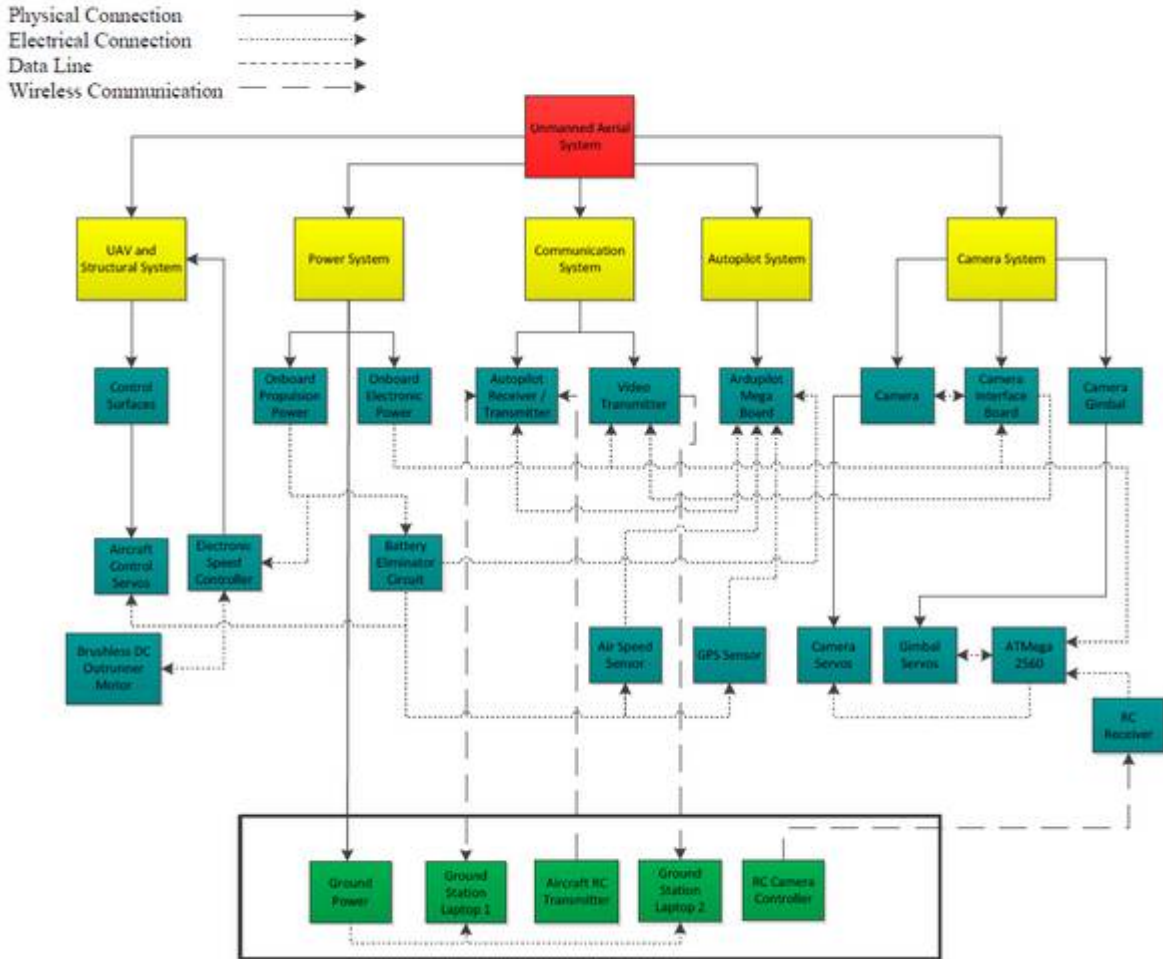 Physical Connection
Electrical Connection
Data Line
Wireless Communication
Unmanned Aerial
System
UAV and
Structural System
Power System
Communication
System
Autopilot System
Camera System
Control
Surfaces
Onboard
Propulsion
Power
Onboard
Electronic
Power
Autopilot
Receiver /
Transmitter
Video
Transmitter
Ardupilot
Mega
Board
Camera
Camera
Interface
Board
Camera
Gimbal
Aircraft
Control
Servos
Electronic
Speed
Controller
Battery
Eliminator
Circuit
Brushless DC
Outrunner
Motor
Air Speed
Sensor
GPS Sensor
Camera
Servos
Gimbal
Servos
ATMega
2560
RC
Receiver
Ground
Power
Ground
Station
Laptop 1
Aircraft RC
Transmitter
Ground
Station
Laptop 2
RC Camera
Controller